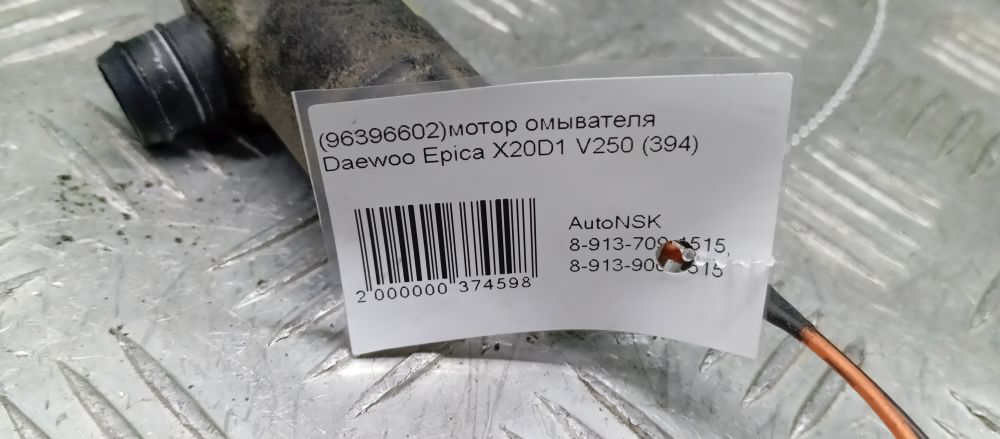 (96396602)мотор омывателя
Daewoo Epica X20D1 V250 (394)
AutoNSK
2 000000 374598